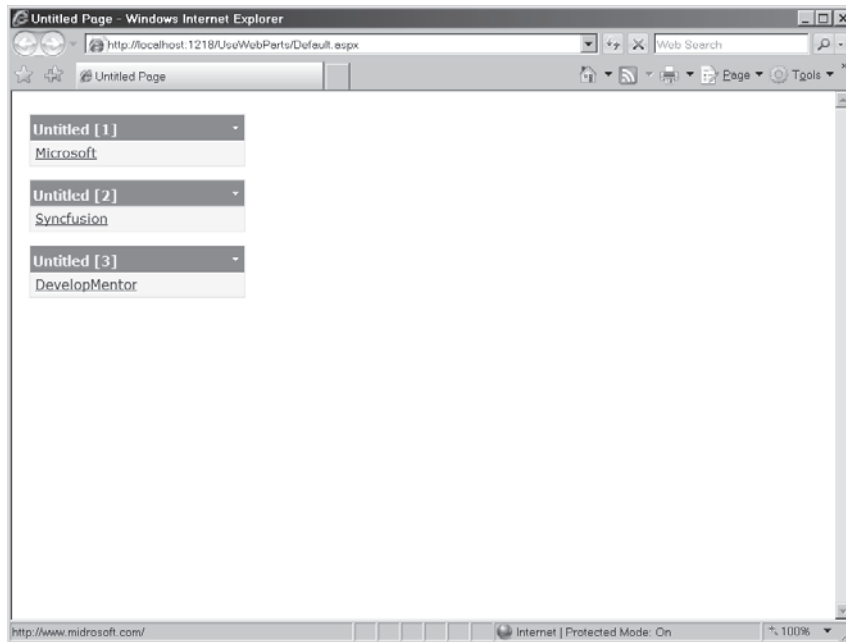 Untitled Page - Windows Internet Explorer
http://localhost:1218/UseWebParts/Default.aspx
Web Search
Untitled Page
Page
Tools
Untitled [1]
Microsoft
Untitled [2]
Syncfusion
Untitled [3]
DevelopMentor
http://www.midrosoft.com/
Internet | Protected Mode: On
100%